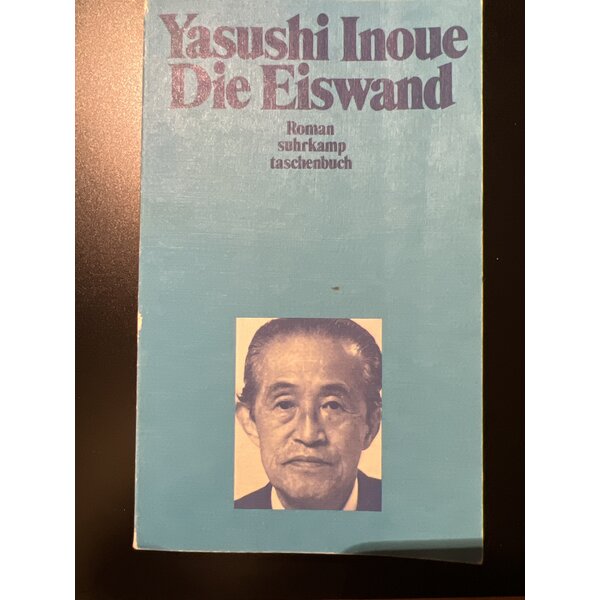 Yasushi Inoue
Die Eiswand
Roman
suhrkamp
taschenbuch